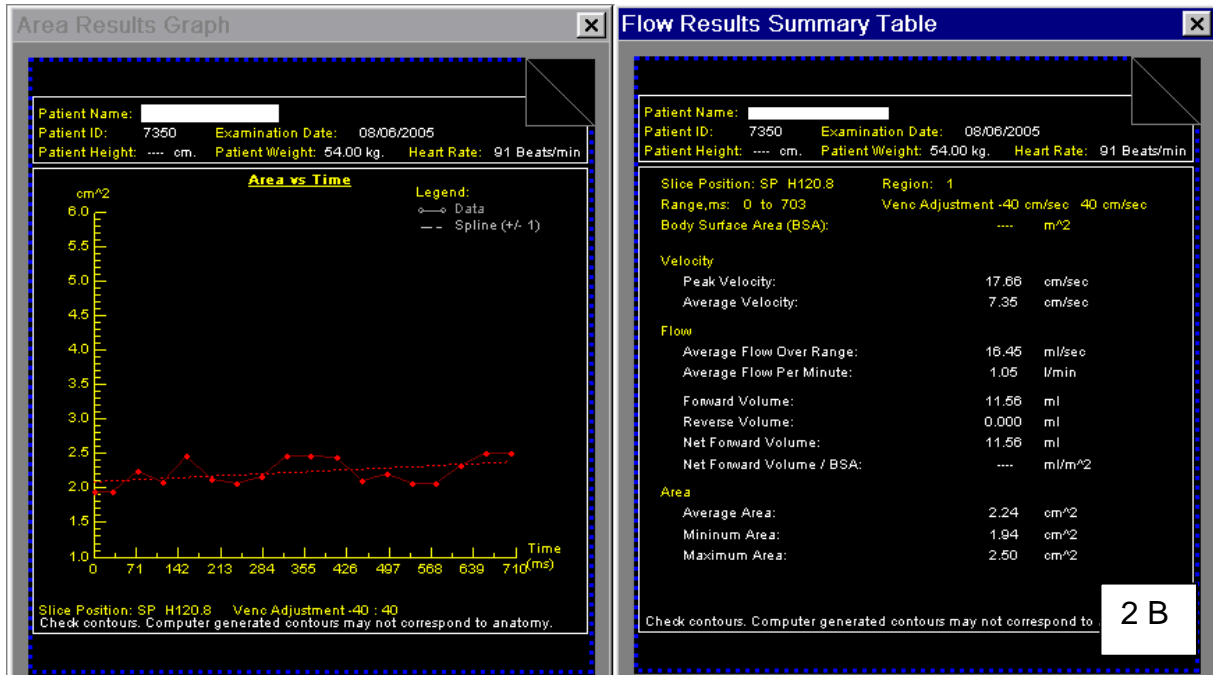 Area Results Graph
Patient Name:
Patient ID: 7350 Examination Date: 08/06/2005
Patient Height: ---- cm. Patient Weight: 54.00 kg. Heart Rate: 91 Beats/min
Area vs Time
cm^2
Legend:
Data
Spline (+/- 1)
6.0
5.5
5.0
4.5
4.0
3.5
3.0
2.5
2.0
1.5
1.0
Time
0 71 142 213 284 355 426 497 568 639 710 (ms)
Slice Position: SP H120.8 Venc Adjustment -40 : 40
Check contours. Computer generated contours may not correspond to anatomy.
Flow Results Summary Table
Patient Name:
Patient ID: 7350 Examination Date: 08/06/2005
Patient Height: ---- cm. Patient Weight: 54.00 kg. Heart Rate: 91 Beats/min
Slice Position: SP H120.8 Region: 1
Range,ms: 0 to 703 Venc Adjustment -40 cm/sec 40 cm/sec
Body Surface Area (BSA): ---- m^2
Velocity
Peak Velocity: 17.66 cm/sec
Average Velocity: 7.35 cm/sec
Flow
Average Flow Over Range: 16.45 ml/sec
Average Flow Per Minute: 1.05 l/min
Forward Volume: 11.56 ml
Reverse Volume: 0.000 ml
Net Forward Volume: 11.56 ml
Net Forward Volume / BSA: ---- ml/m^2
Area
Average Area: 2.24 cm^2
Mininum Area: 1.94 cm^2
Maximum Area: 2.50 cm^2
Check contours. Computer generated contours may not correspond to
2 B